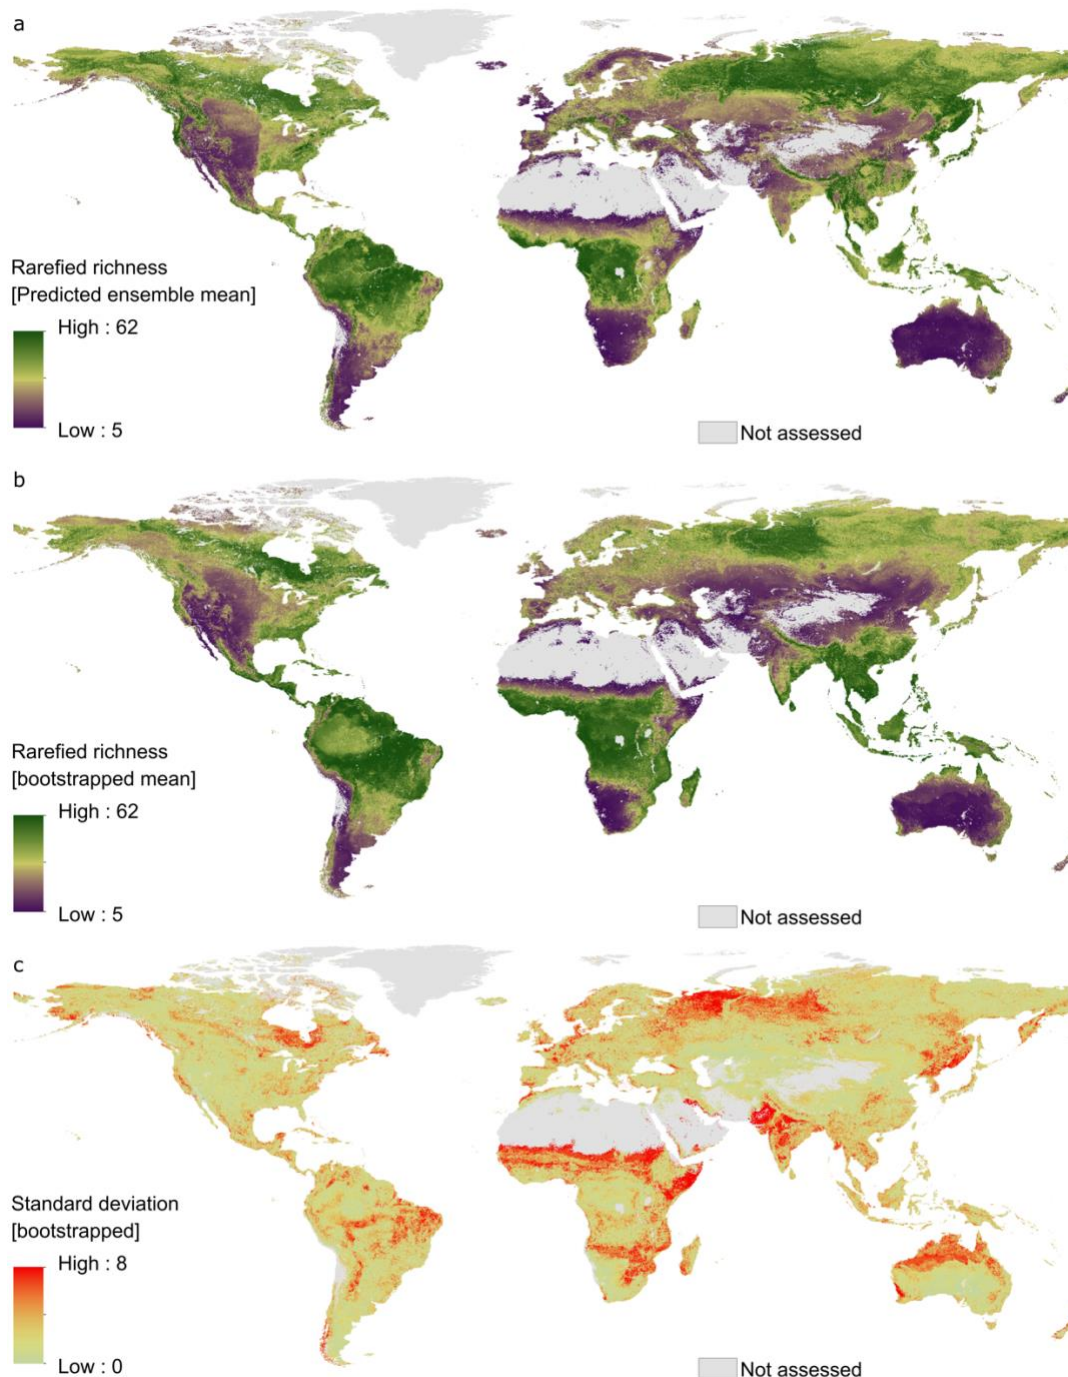 a
Rarefied richness
[Predicted ensemble mean]
High : 62
Low : 5
Not assessed
b
Rarefied richness
[bootstrapped mean]
High : 62
Low : 5
Not assessed
c
Standard deviation
[bootstrapped]
High : 8
Low : 0
Not assessed